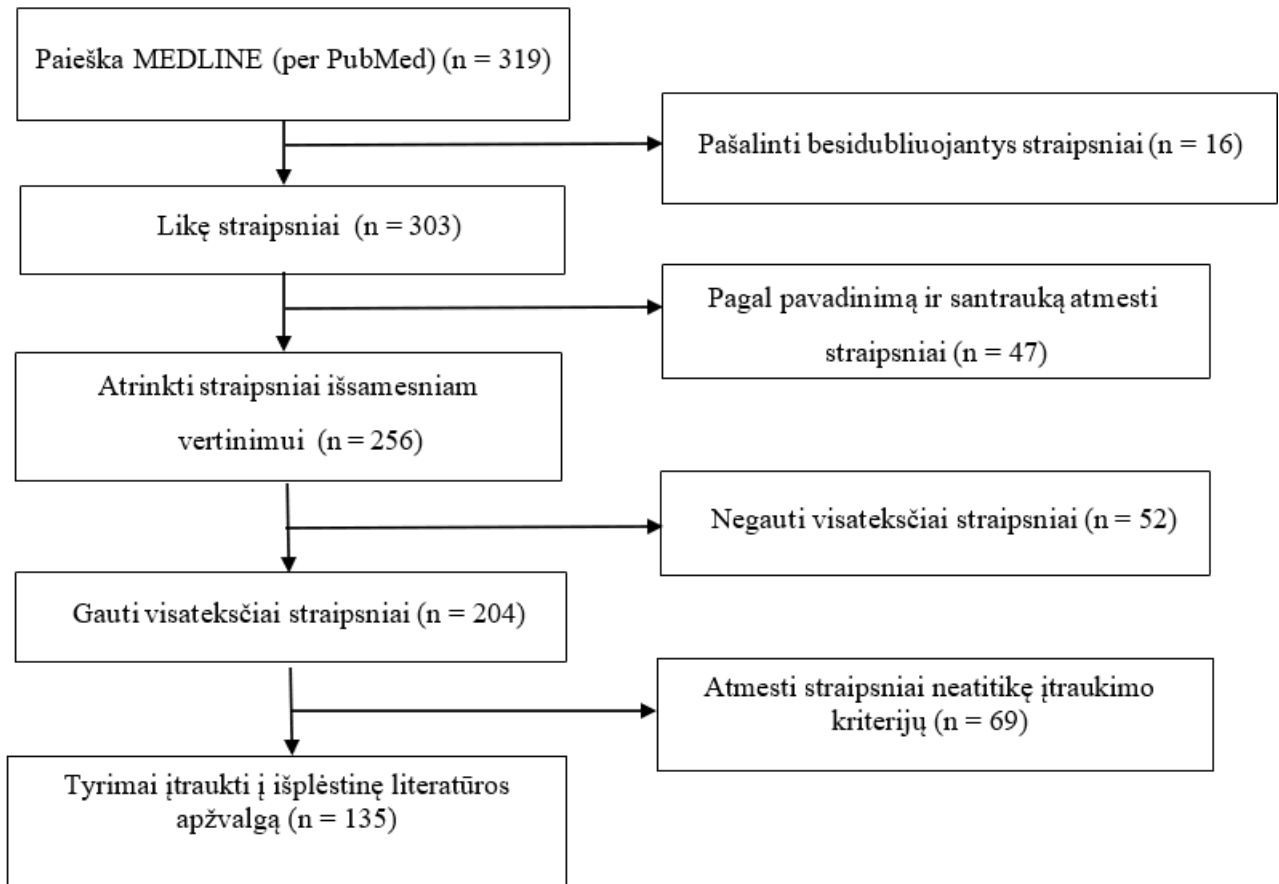 Paieška MEDLINE (per PubMed) (n = 319)
Pašalinti besidubliuojantys straipsniai (n = 16)
Likę straipsniai (n = 303)
Pagal pavadinimą ir santrauką atmesti
straipsniai (n = 47)
Atrinkti straipsniai išsamesniam
vertinimui (n = 256)
Negauti visateksčiai straipsniai (n = 52)
Gauti visateksčiai straipsniai (n = 204)
Atmesti straipsniai neatitikę įtraukimo
kriterijų (n = 69)
Tyrimai įtraukti į išplėstinę literatūros
apžvalgą (n = 135)